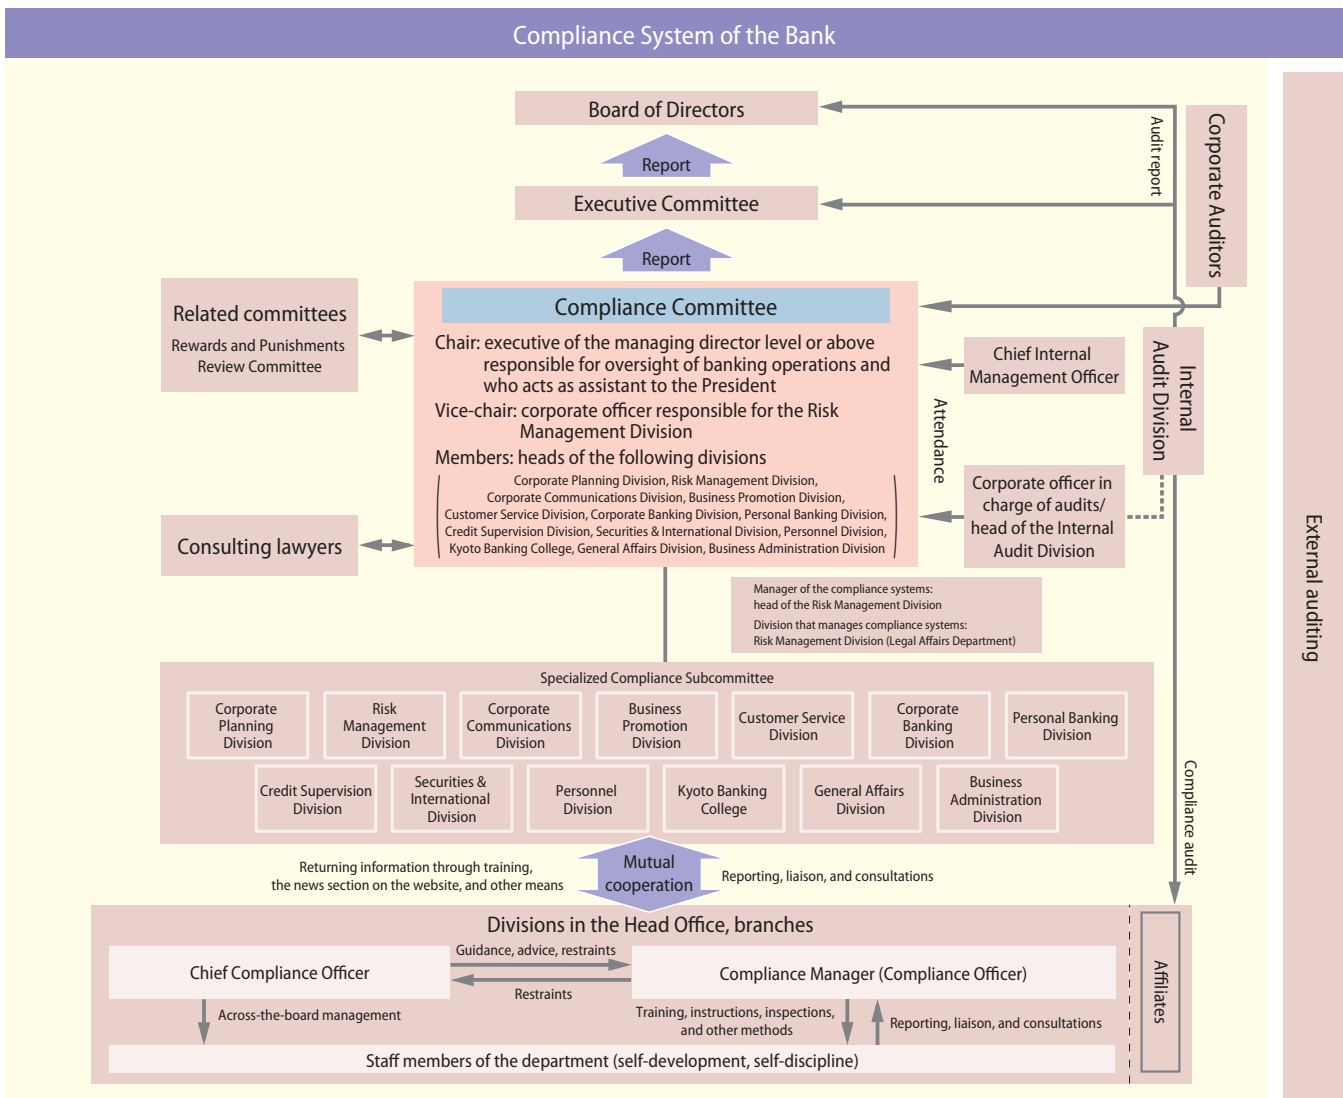 Compliance System of the Bank
Board of Directors
Report
Executive Committee
Report
Audit report
Corporate Auditors
External auditing
Related committees
Rewards and Punishments
Review Committee
Consulting lawyers
Compliance Committee
Chair: executive of the managing director level or above
responsible for oversight of banking operations and
who acts as assistant to the President
Vice-chair: corporate officer responsible for the Risk
Management Division
Members: heads of the following divisions
Corporate Planning Division, Risk Management Division,
Corporate Communications Division, Business Promotion Division,
Customer Service Division, Corporate Banking Division, Personal Banking Division,
Credit Supervision Division, Securities & International Division, Personnel Division,
Kyoto Banking College, General Affairs Division, Business Administration Division
Attendance
Chief Internal
Management Officer
Corporate officer in
charge of audits/
head of the Internal
Audit Division
Internal
Audit Division
Manager of the compliance systems:
head of the Risk Management Division
Division that manages compliance systems:
Risk Management Division (Legal Affairs Department)
Specialized Compliance Subcommittee
Corporate
Planning
Division
Risk
Management
Division
Corporate
Communications
Division
Business
Promotion
Division
Customer Service
Division
Corporate
Banking
Division
Personal Banking
Division
Credit Supervision
Division
Securities &
International
Division
Personnel
Division
Kyoto Banking
College
General Affairs
Division
Business
Administration
Division
Compliance audit
Returning information through training,
the news section on the website, and other means
Mutual
cooperation
Reporting, liaison, and consultations
Divisions in the Head Office, branches
Chief Compliance Officer
Guidance, advice, restraints
Restraints
Compliance Manager (Compliance Officer)
Across-the-board management
Training, instructions, inspections,
and other methods
Reporting, liaison, and consultations
Staff members of the department (self-development, self-discipline)
Affiliates